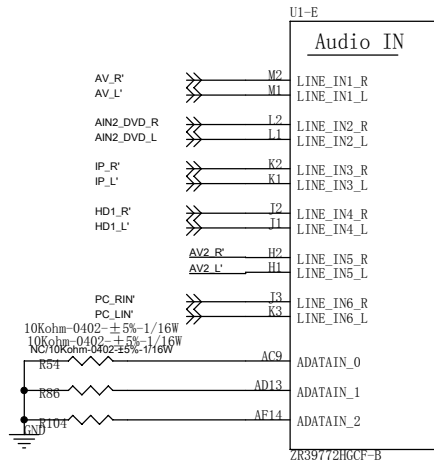 U1-E
Audio IN
AV_R' M2 LINE_IN1_R
AV_L' M1 LINE_IN1_L
AIN2_DVD_R L2 LINE_IN2_R
AIN2_DVD_L L1 LINE_IN2_L
IP_R' K2 LINE_IN3_R
IP_L' K1 LINE_IN3_L
HD1_R' J2 LINE_IN4_R
HD1_L' J1 LINE_IN4_L
AV2_R' H2 LINE_IN5_R
AV2_L' H1 LINE_IN5_L
PC_RIN' J3 LINE_IN6_R
PC_LIN' K3 LINE_IN6_L
10Kohm-0402-±5%-1/16W
10Kohm-0402-±5%-1/16W
NC/10Kohm-0402-±5%-1/16W
R54 AC9 ADATAIN_0
R86 AD13 ADATAIN_1
R104 AF14 ADATAIN_2
GND
ZR39772HGCF-B